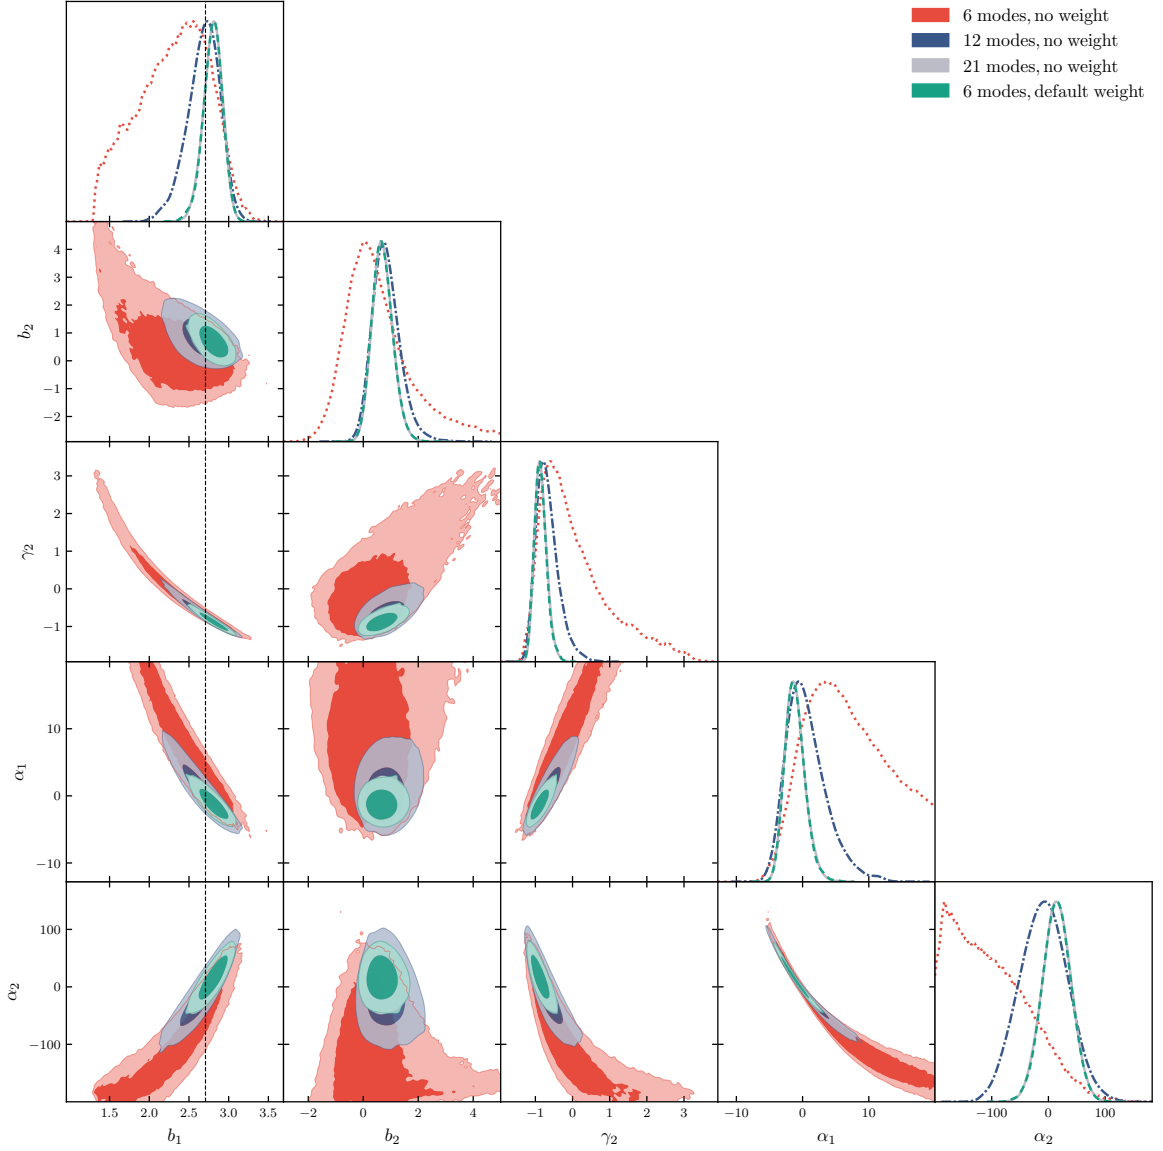 6 modes, no weight
12 modes, no weight
21 modes, no weight
6 modes, default weight
4
3
2
1
0
−1
−2
b₂
3
2
1
0
−1
γ₂
10
0
−10
α₁
100
0
−100
α₂
1.5 2.0 2.5 3.0 3.5 −2 0 2 4 −1 0 1 2 3 −10 0 10 −100 0 100
b₁ b₂ γ₂ α₁ α₂